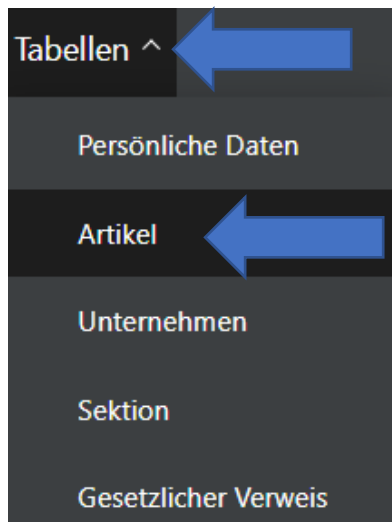 Tabellen ^
Persönliche Daten
Artikel
Unternehmen
Sektion
Gesetzlicher Verweis